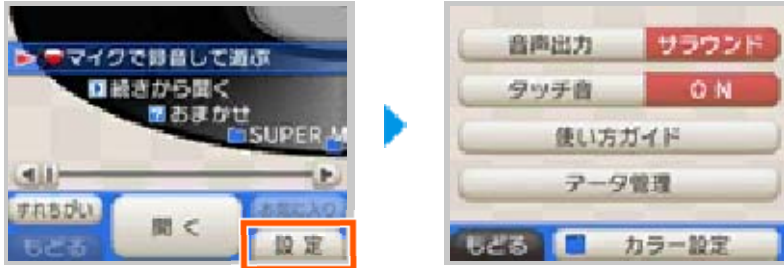 マイクで録音して遊ぶ
続きから聞く
おまかせ
SUPER M
すれちがい
聞く
お気に入り
もどる
設定
音声出力 サラウンド
タッチ音 ON
使い方ガイド
データ管理
もどる カラー設定